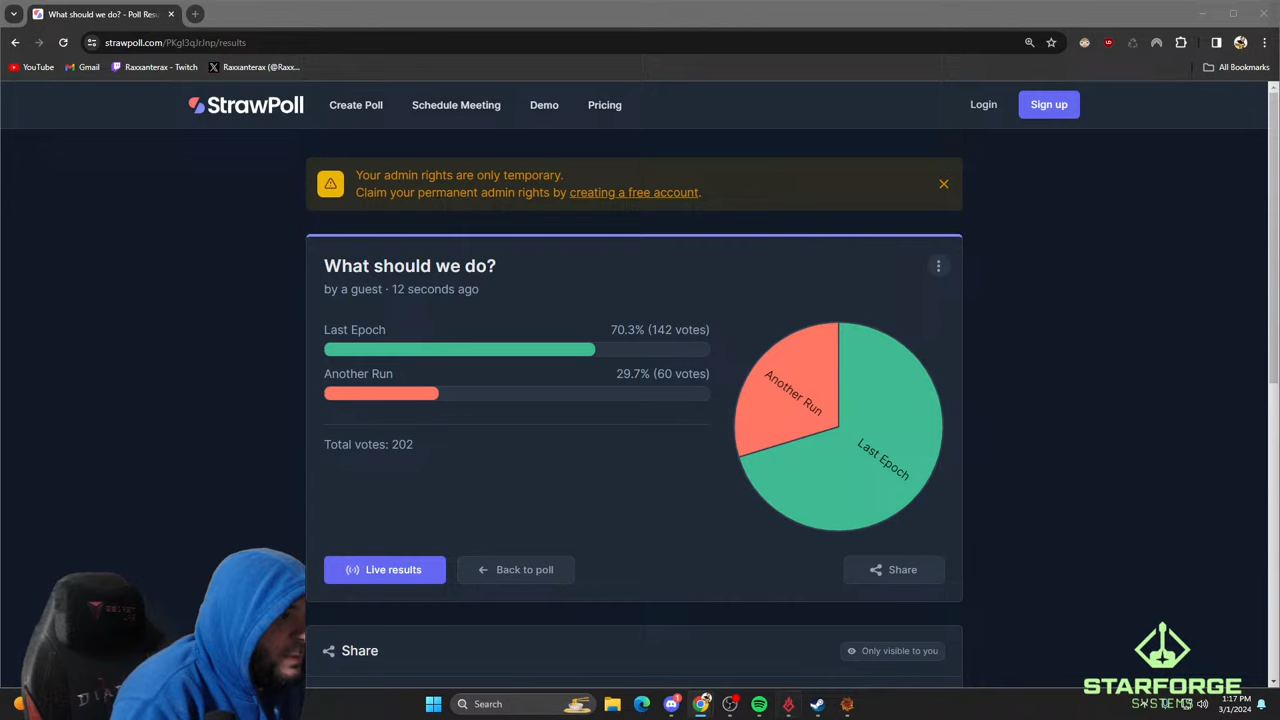 What should we do? - Poll Resu
strawpoll.com/PKgl3qJrJnp/results
YouTube
Gmail
Raxxanterax - Twitch
Raxxanterax (@Raxx...
All Bookmarks
StrawPoll
Create Poll
Schedule Meeting
Demo
Pricing
Login
Sign up
Your admin rights are only temporary.
Claim your permanent admin rights by creating a free account.
What should we do?
by a guest · 12 seconds ago
Last Epoch
70.3% (142 votes)
Another Run
29.7% (60 votes)
Total votes: 202
Another Run
Last Epoch
Live results
Back to poll
Share
Share
Only visible to you
STARFORGE
SYSTEMS
Search
1
1:17 PM
3/1/2024